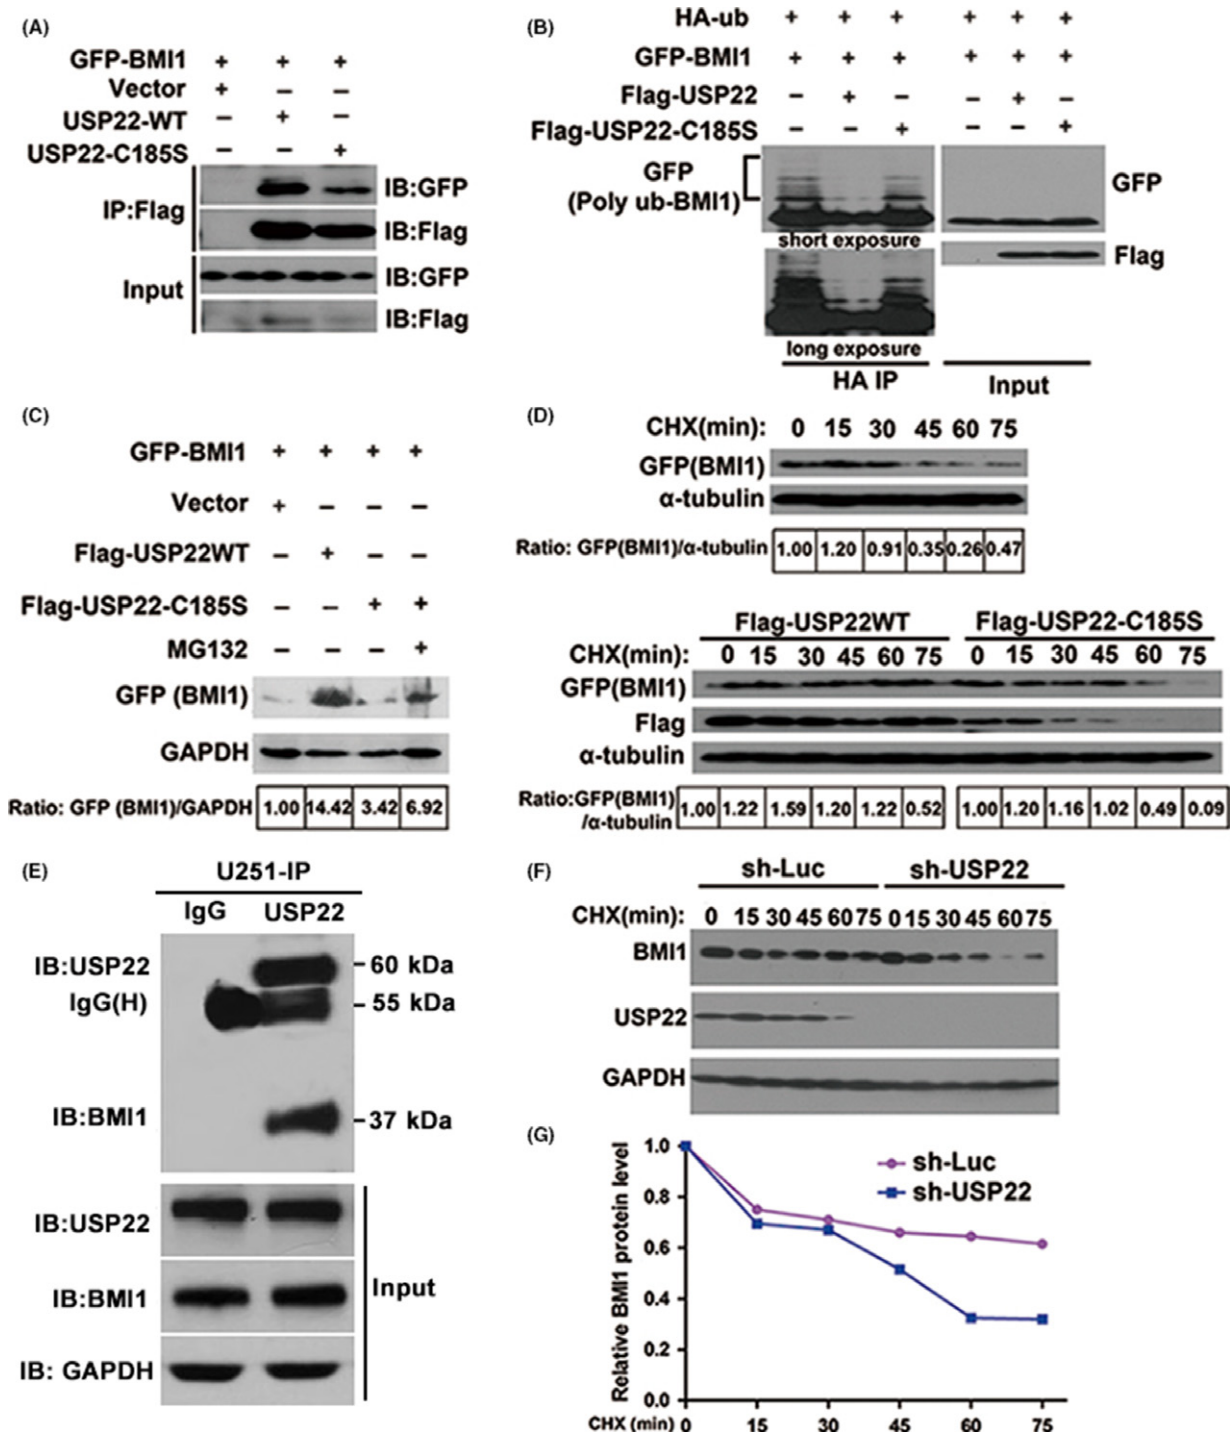 (A)
GFP-BMI1 + + +
Vector + – –
USP22-WT – + –
USP22-C185S – – +
IP:Flag
IB:GFP
IB:Flag
Input
IB:GFP
IB:Flag
(B)
HA-ub + + + + + +
GFP-BMI1 + + + + + +
Flag-USP22 – + – – + –
Flag-USP22-C185S – – + – – +
GFP
(Poly ub-BMI1)
GFP
short exposure
Flag
long exposure
HA IP
Input
(C)
GFP-BMI1 + + + +
Vector + – – –
Flag-USP22WT – + – –
Flag-USP22-C185S – – + +
MG132 – – – +
GFP (BMI1)
GAPDH
Ratio: GFP (BMI1)/GAPDH 1.00 14.42 3.42 6.92
(D)
CHX(min): 0 15 30 45 60 75
GFP(BMI1)
α-tubulin
Ratio: GFP(BMI1)/α-tubulin 1.00 1.20 0.91 0.35 0.26 0.47
Flag-USP22WT Flag-USP22-C185S
CHX(min): 0 15 30 45 60 75 0 15 30 45 60 75
GFP(BMI1)
Flag
α-tubulin
Ratio:GFP(BMI1)
/α-tubulin
1.00 1.22 1.59 1.20 1.22 0.52 1.00 1.20 1.16 1.02 0.49 0.09
(E)
U251-IP
IgG USP22
IB:USP22
60 kDa
IgG(H)
55 kDa
IB:BMI1
37 kDa
IB:USP22
IB:BMI1
Input
IB: GAPDH
(F)
sh-Luc sh-USP22
CHX(min): 0 15 30 45 60 75 0 15 30 45 60 75
BMI1
USP22
GAPDH
(G)
Relative BMI1 protein level
1.0
0.8
0.6
0.4
0.2
0.0
sh-Luc
sh-USP22
CHX (min) 0 15 30 45 60 75